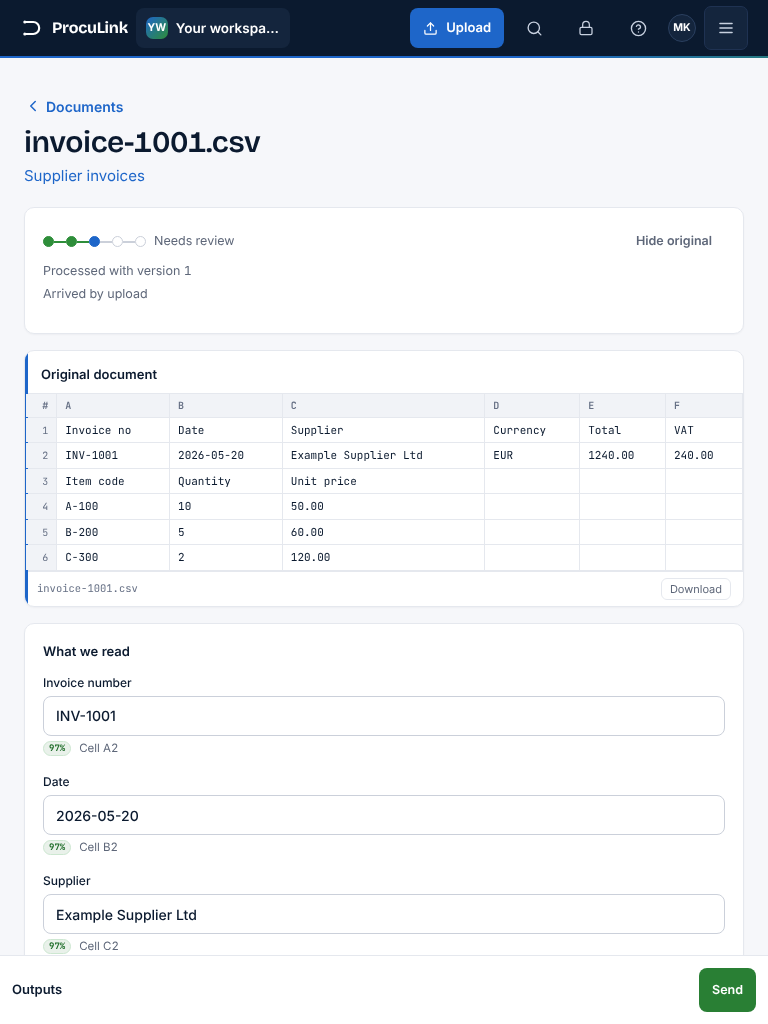 ProcuLink YW Your workspa... Upload MK
Documents
invoice-1001.csv
Supplier invoices
Needs review Hide original
Processed with version 1
Arrived by upload
Original document
# A B C D E F
1 Invoice no Date Supplier Currency Total VAT
2 INV-1001 2026-05-20 Example Supplier Ltd EUR 1240.00 240.00
3 Item code Quantity Unit price
4 A-100 10 50.00
5 B-200 5 60.00
6 C-300 2 120.00
invoice-1001.csv Download
What we read
Invoice number
INV-1001
97% Cell A2
Date
2026-05-20
97% Cell B2
Supplier
Example Supplier Ltd
97% Cell C2
Outputs Send